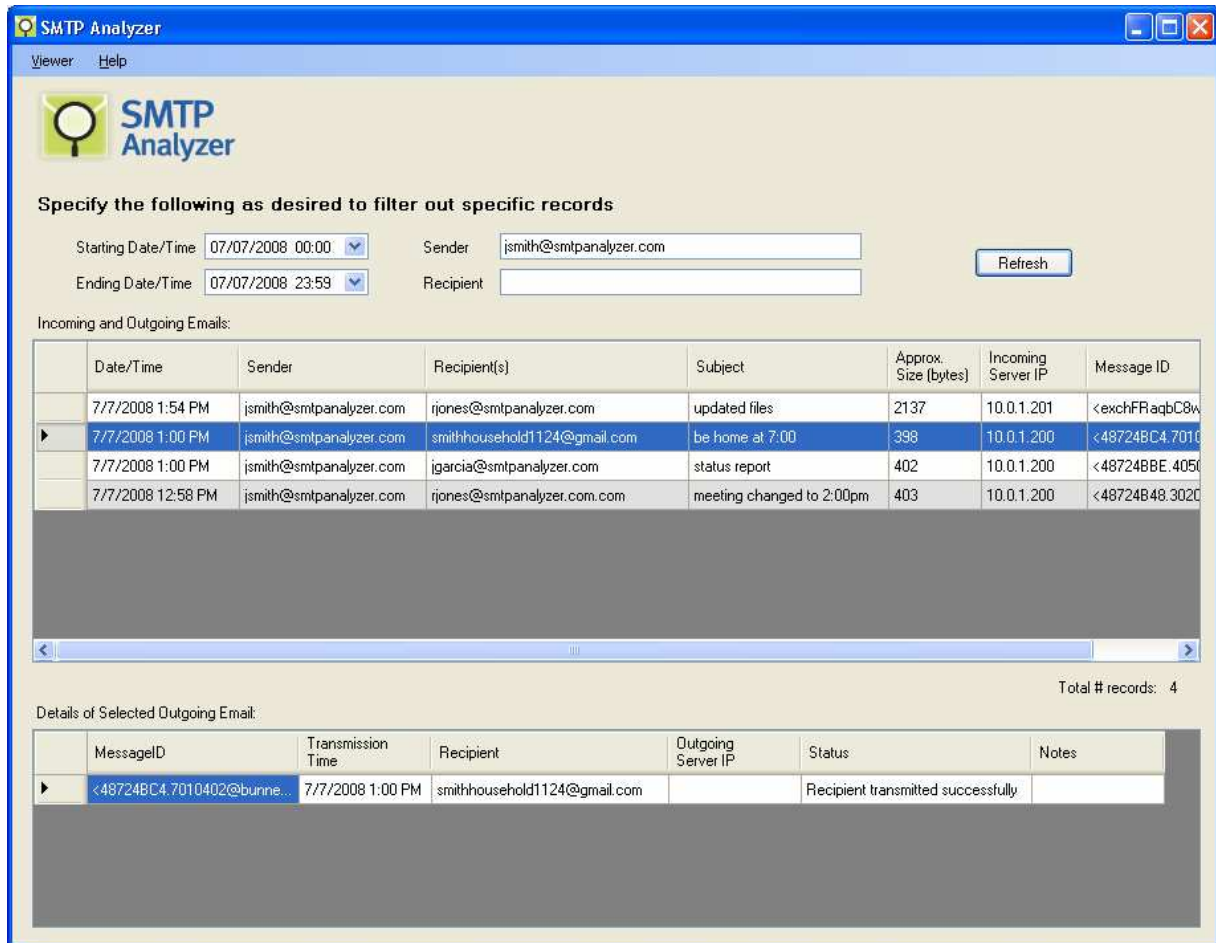 SMTP Analyzer
Viewer Help
SMTP
Analyzer
Specify the following as desired to filter out specific records
Starting Date/Time 07/07/2008 00:00 Sender jsmith@smtpanalyzer.com
Refresh
Ending Date/Time 07/07/2008 23:59 Recipient
Incoming and Outgoing Emails:
Date/Time Sender Recipient(s) Subject Approx. Size (bytes) Incoming Server IP Message ID
7/7/2008 1:54 PM jsmith@smtpanalyzer.com rjones@smtpanalyzer.com updated files 2137 10.0.1.201 <exchFRaqbC8w
7/7/2008 1:00 PM jsmith@smtpanalyzer.com smithhousehold1124@gmail.com be home at 7:00 398 10.0.1.200 <48724BC4.7010
7/7/2008 1:00 PM jsmith@smtpanalyzer.com jgarcia@smtpanalyzer.com status report 402 10.0.1.200 <48724BBE.4050
7/7/2008 12:58 PM jsmith@smtpanalyzer.com rjones@smtpanalyzer.com.com meeting changed to 2:00pm 403 10.0.1.200 <48724B48.3020
Total # records: 4
Details of Selected Outgoing Email:
MessageID Transmission Time Recipient Outgoing Server IP Status Notes
<48724BC4.7010402@bunne... 7/7/2008 1:00 PM smithhousehold1124@gmail.com Recipient transmitted successfully